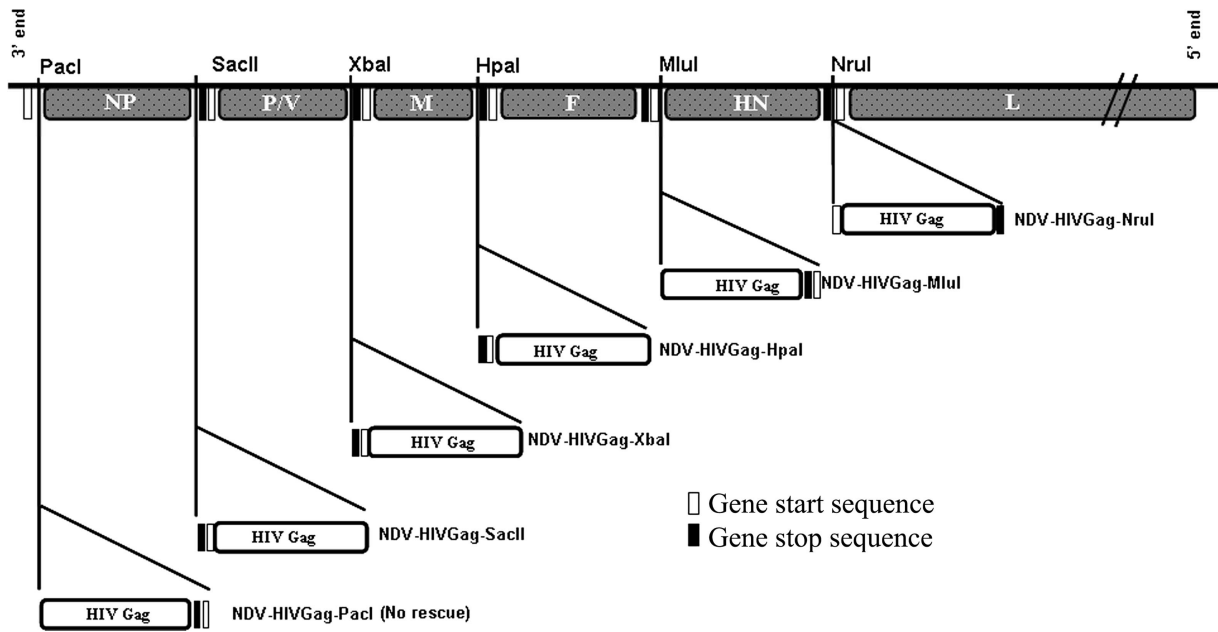 3' end
5' end
PacI
SacII
XbaI
HpaI
MluI
NruI
NP
P/V
M
F
HN
L
HIV Gag
NDV-HIVGag-NruI
HIV Gag
NDV-HIVGag-MluI
HIV Gag
NDV-HIVGag-HpaI
HIV Gag
NDV-HIVGag-XbaI
Gene start sequence
HIV Gag
NDV-HIVGag-SacII
Gene stop sequence
HIV Gag
NDV-HIVGag-PacI (No rescue)